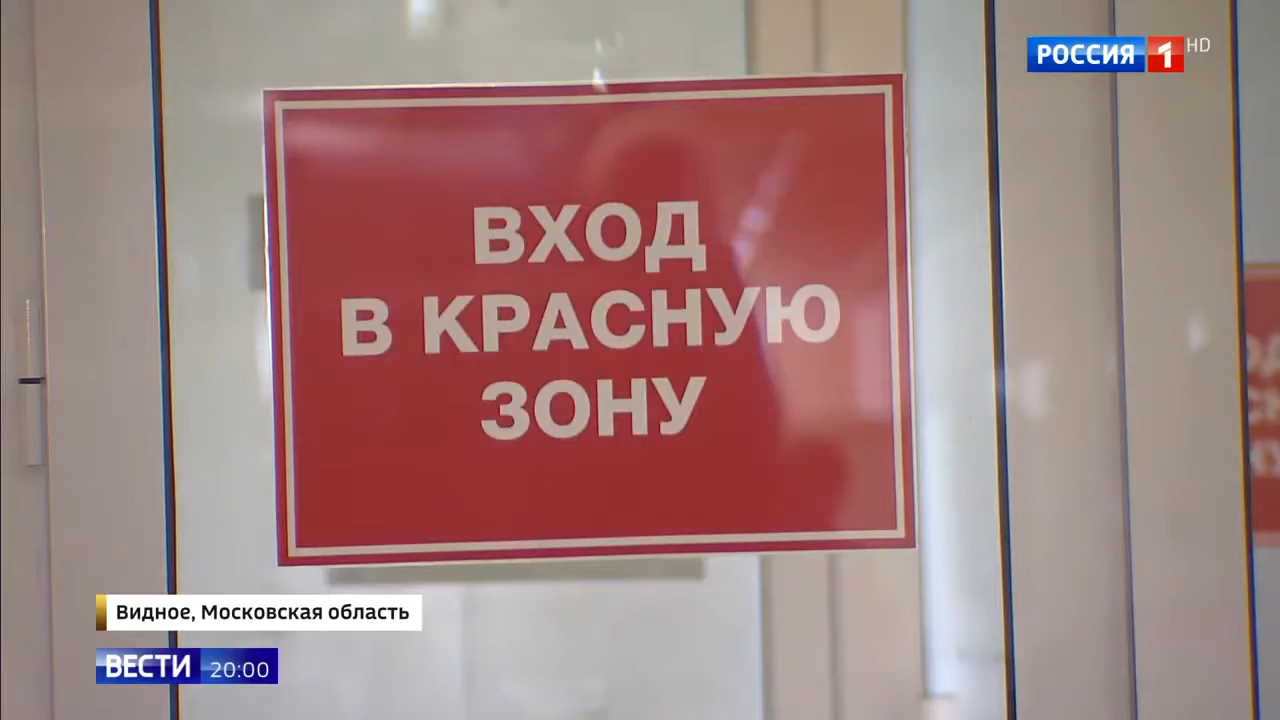 РОССИЯ 1 HD
ВХОД
В КРАСНУЮ
ЗОНУ
Видное, Московская область
ВЕСТИ 20:00